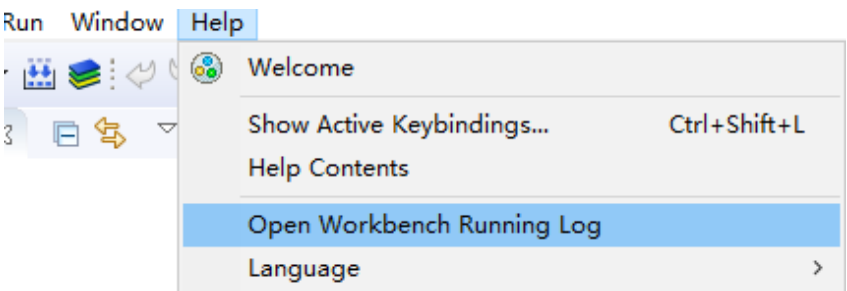 Run Window Help
Welcome
Show Active Keybindings... Ctrl+Shift+L
Help Contents
Open Workbench Running Log
Language